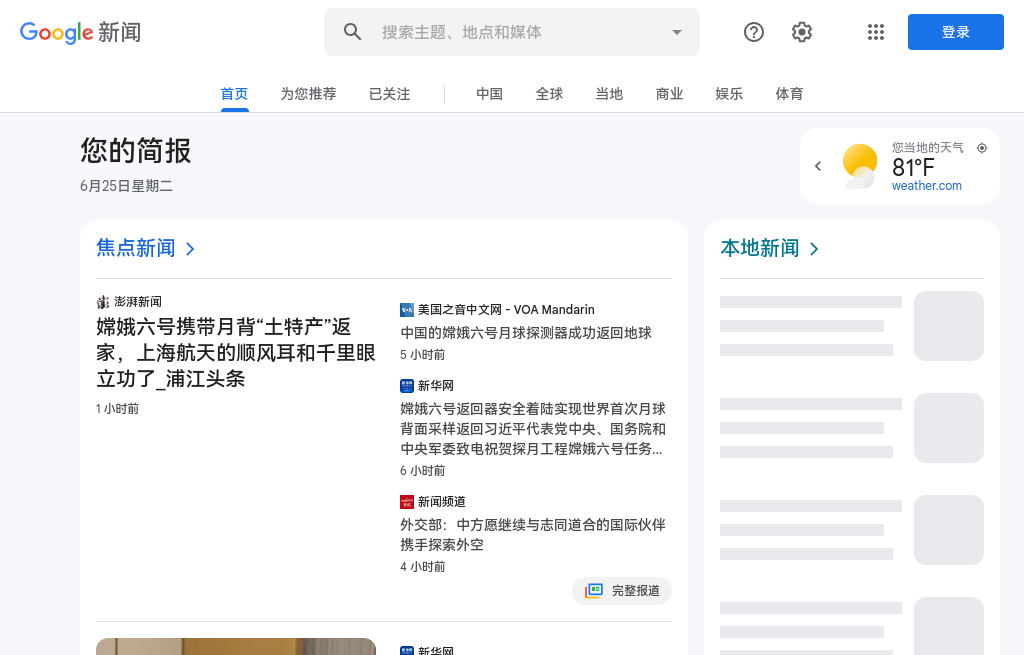 Google 新闻
搜索主题、地点和媒体
登录
首页
为您推荐
已关注
中国
全球
当地
商业
娱乐
体育
您的简报
6月25日星期二
您当地的天气
81°F
weather.com
焦点新闻
澎湃新闻
嫦娥六号携带月背“土特产”返
家，上海航天的顺风耳和千里眼
立功了_浦江头条
1 小时前
美国之音中文网 - VOA Mandarin
中国的嫦娥六号月球探测器成功返回地球
5 小时前
新华网
嫦娥六号返回器安全着陆实现世界首次月球
背面采样返回习近平代表党中央、国务院和
中央军委致电祝贺探月工程嫦娥六号任务...
6 小时前
新闻频道
外交部：中方愿继续与志同道合的国际伙伴
携手探索外空
4 小时前
完整报道
新华网
本地新闻